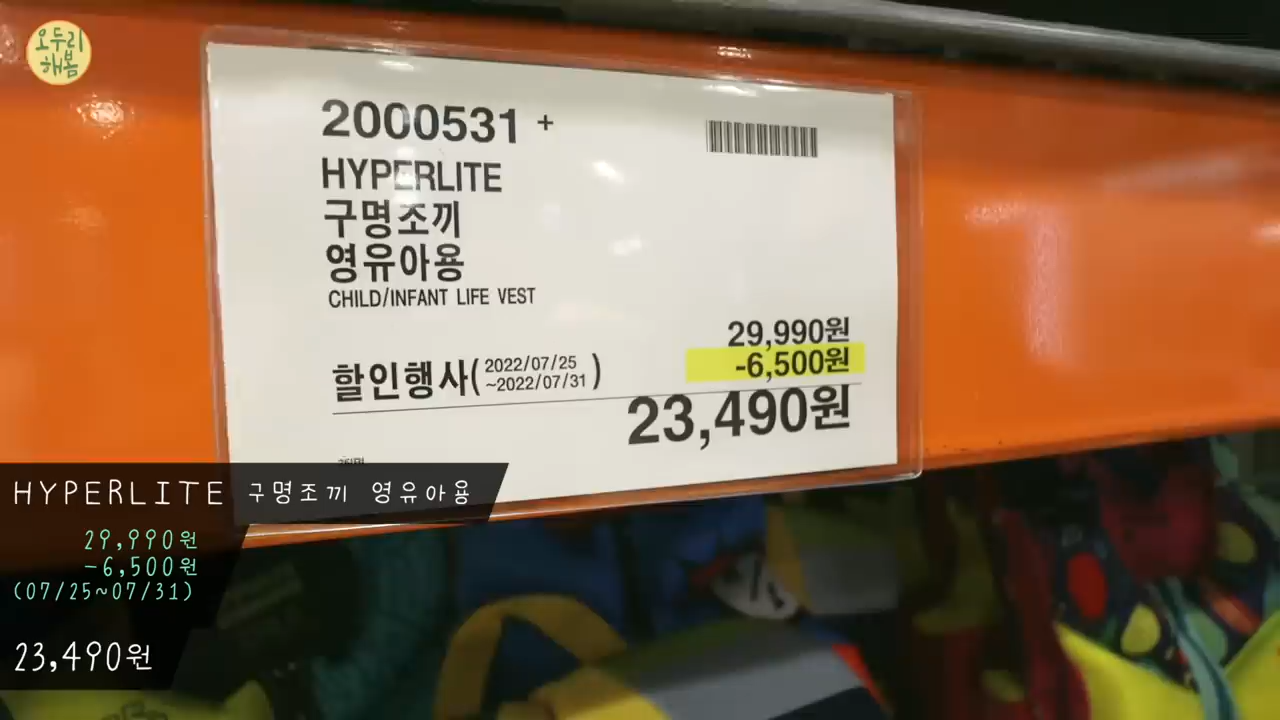 오두리
해봄
2000531 +
HYPERLITE
구명조끼
영유아용
CHILD/INFANT LIFE VEST
29,990원
-6,500원
할인행사(2022/07/25
~2022/07/31)
23,490원
HYPERLITE 구명조끼 영유아용
29,990원
-6,500원
(07/25~07/31)
23,490원